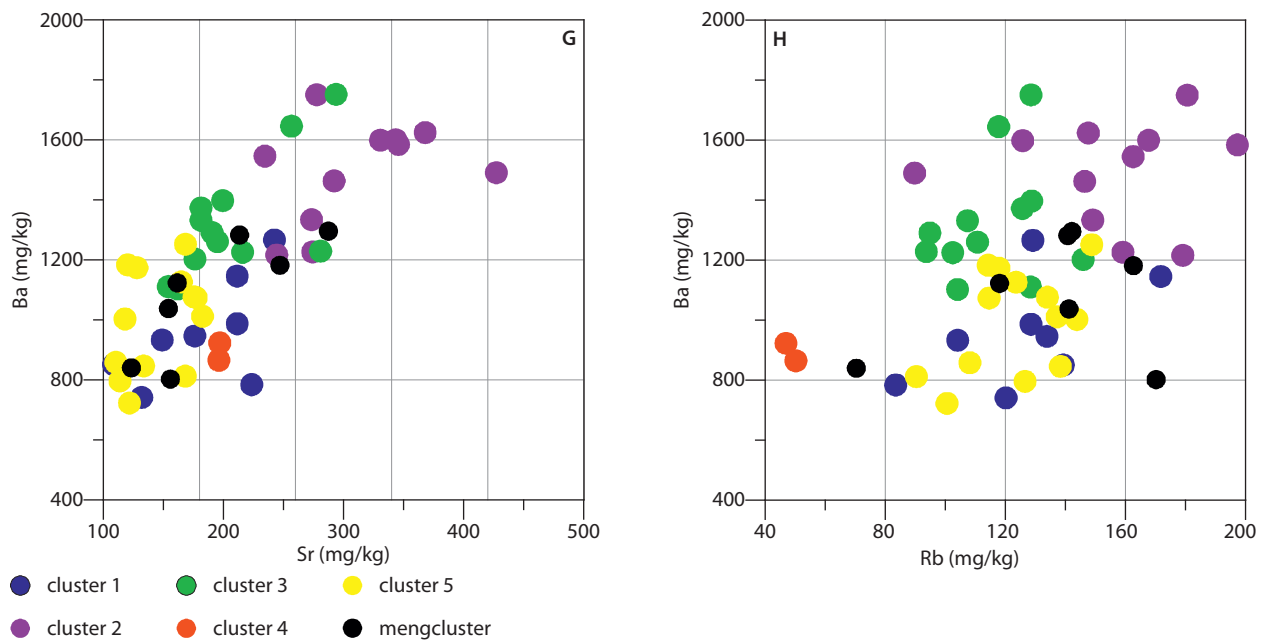 2000
G
1600
1200
800
400
Ba (mg/kg)
100 200 300 400 500
Sr (mg/kg)
2000
H
1600
1200
800
400
Ba (mg/kg)
40 80 120 160 200
Rb (mg/kg)
cluster 1 cluster 3 cluster 5
cluster 2 cluster 4 mengcluster